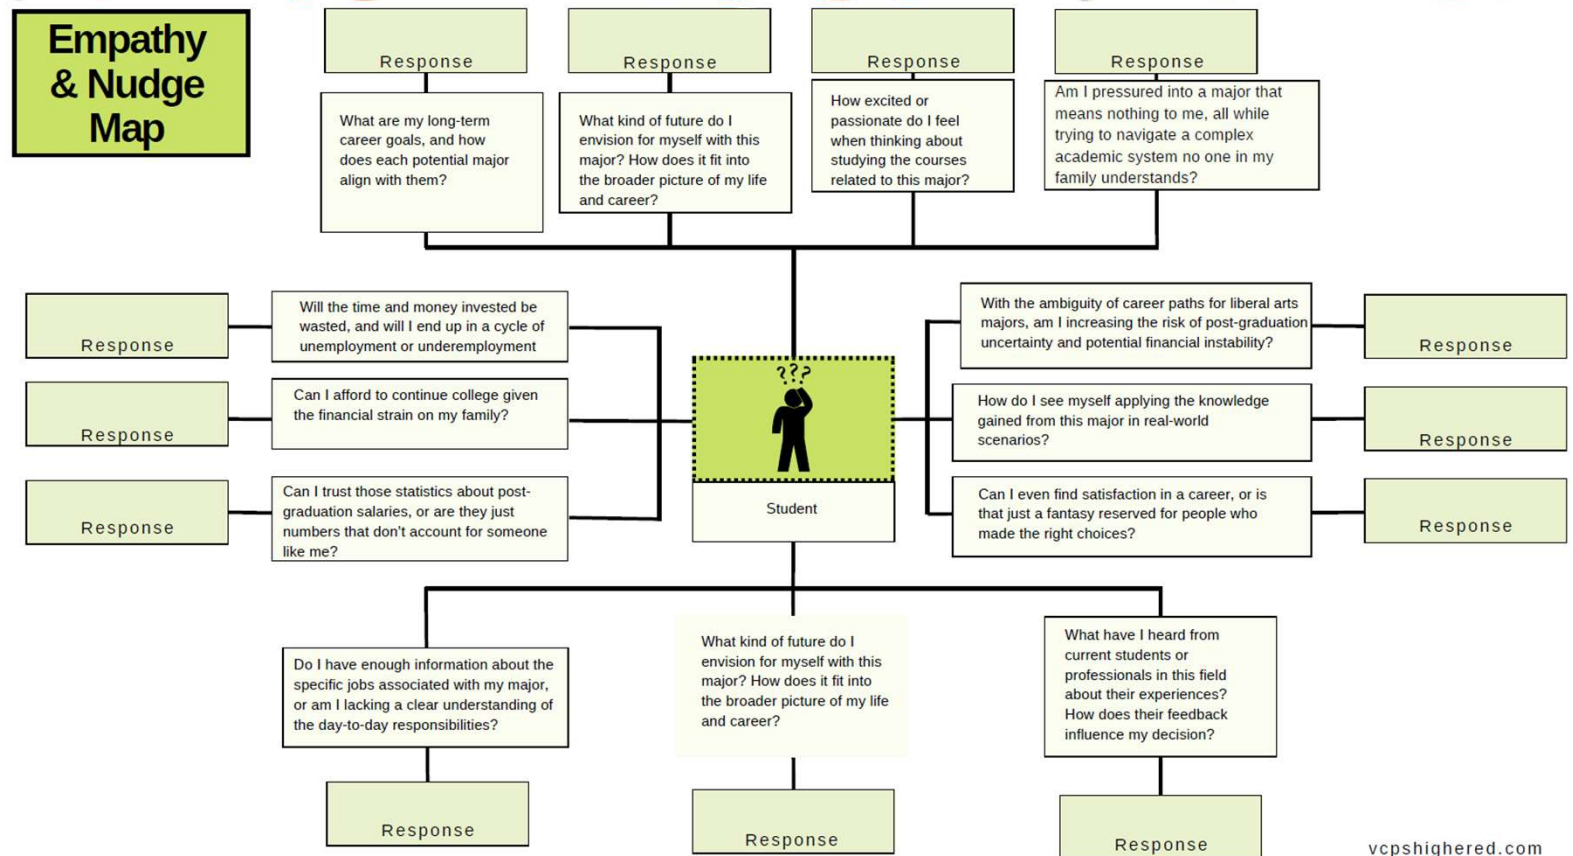 Empathy
& Nudge
Map
Response
Response
Response
Response
What are my long-term
career goals, and how
does each potential major
align with them?
What kind of future do I
envision for myself with this
major? How does it fit into
the broader picture of my life
and career?
How excited or
passionate do I feel
when thinking about
studying the courses
related to this major?
Am I pressured into a major that
means nothing to me, all while
trying to navigate a complex
academic system no one in my
family understands?
Response
Will the time and money invested be
wasted, and will I end up in a cycle of
unemployment or underemployment
Response
Can I afford to continue college given
the financial strain on my family?
Response
Can I trust those statistics about post-
graduation salaries, or are they just
numbers that don't account for someone
like me?
???
Student
With the ambiguity of career paths for liberal arts
majors, am I increasing the risk of post-graduation
uncertainty and potential financial instability?
Response
How do I see myself applying the knowledge
gained from this major in real-world
scenarios?
Response
Can I even find satisfaction in a career, or is
that just a fantasy reserved for people who
made the right choices?
Response
Do I have enough information about the
specific jobs associated with my major,
or am I lacking a clear understanding of
the day-to-day responsibilities?
What kind of future do I
envision for myself with this
major? How does it fit into
the broader picture of my life
and career?
What have I heard from
current students or
professionals in this field
about their experiences?
How does their feedback
influence my decision?
Response
Response
Response
vcpshighered.com